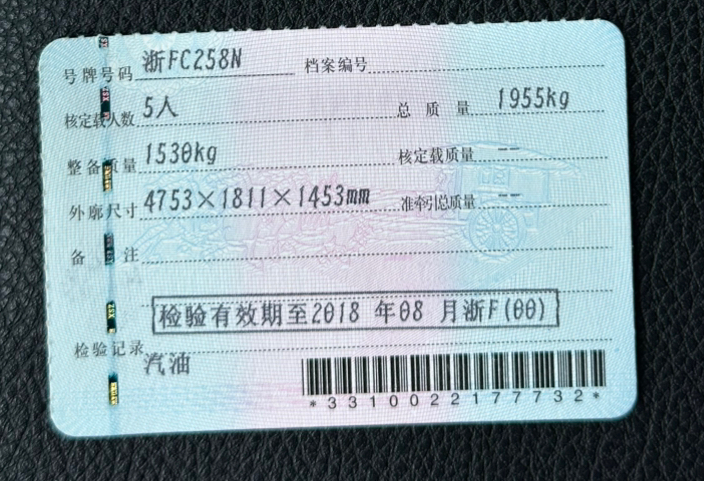 号牌号码 浙FC258N 档案编号
核定载人数 5人 总质量 1955kg
整备质量 1530kg 核定载质量 --
外廓尺寸 4753×1811×1453mm 准牵引总质量 --
备注
检验有效期至2018 年08 月浙F(00)
检验记录
汽油
*3310022177732*